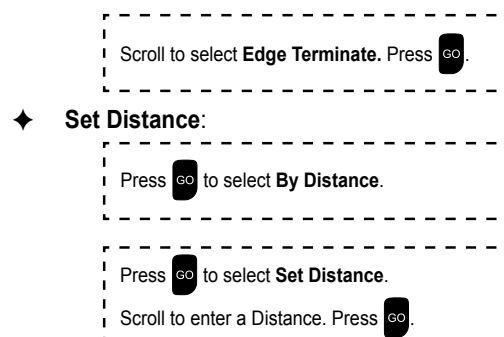 Scroll to select Edge Terminate. Press GO.
✦ Set Distance:
Press GO to select By Distance.
Press GO to select Set Distance.
Scroll to enter a Distance. Press GO.